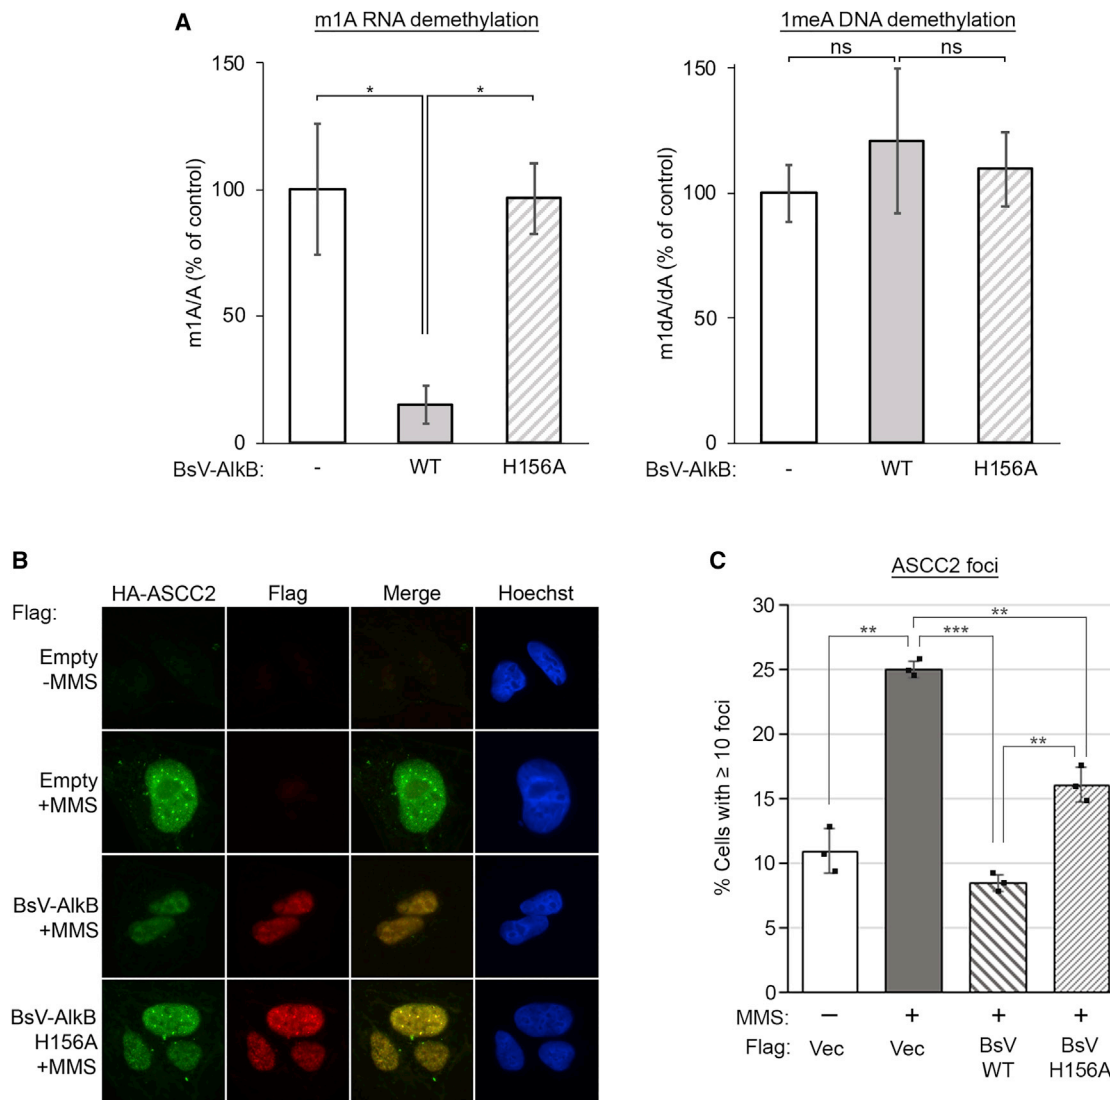 A
m1A RNA demethylation
m1A/A (% of control)
150
100
50
0
* *
BsV-AlkB: - WT H156A
1meA DNA demethylation
m1dA/dA (% of control)
150
100
50
0
ns ns
BsV-AlkB: - WT H156A
B
HA-ASCC2 Flag Merge Hoechst
Flag:
Empty
-MMS
Empty
+MMS
BsV-AlkB
+MMS
BsV-AlkB
H156A
+MMS
C
ASCC2 foci
% Cells with ≥ 10 foci
30
25
20
15
10
5
0
**
** ***
**
MMS: – + + +
Flag: Vec Vec BsV BsV
WT H156A